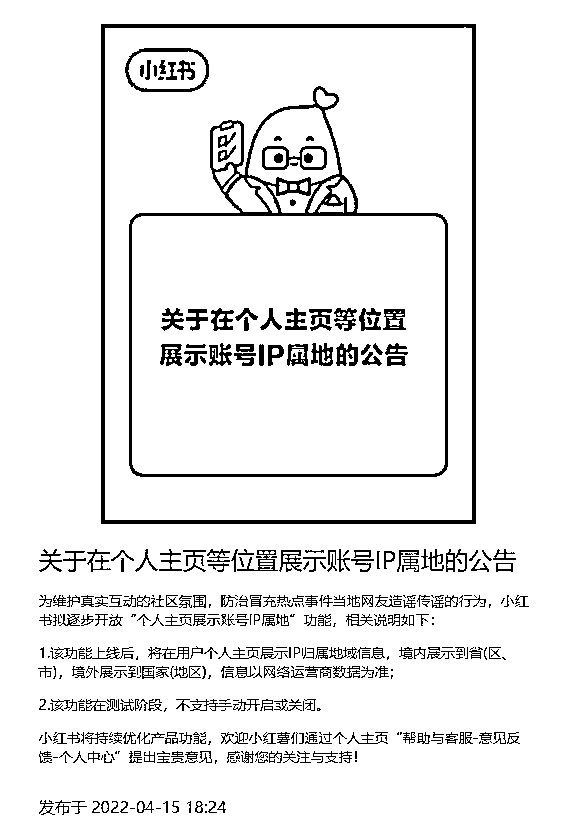 小红书
关于在个人主页等位置
展示账号IP属地的公告
关于在个人主页等位置展示账号IP属地的公告
为维护真实互动的社区氛围，防治冒充热点事件当地网友造谣传谣的行为，小红
书拟逐步开放“个人主页展示账号IP属地”功能，相关说明如下：
1.该功能上线后，将在用户个人主页展示IP归属地域信息，境内展示到省(区、
市)，境外展示到国家(地区)，信息以网络运营商数据为准；
2.该功能在测试阶段，不支持手动开启或关闭。
小红书将持续优化产品功能，欢迎小红薯们通过个人主页“帮助与客服-意见反
馈-个人中心”提出宝贵意见，感谢您的关注与支持！
发布于 2022-04-15 18:24